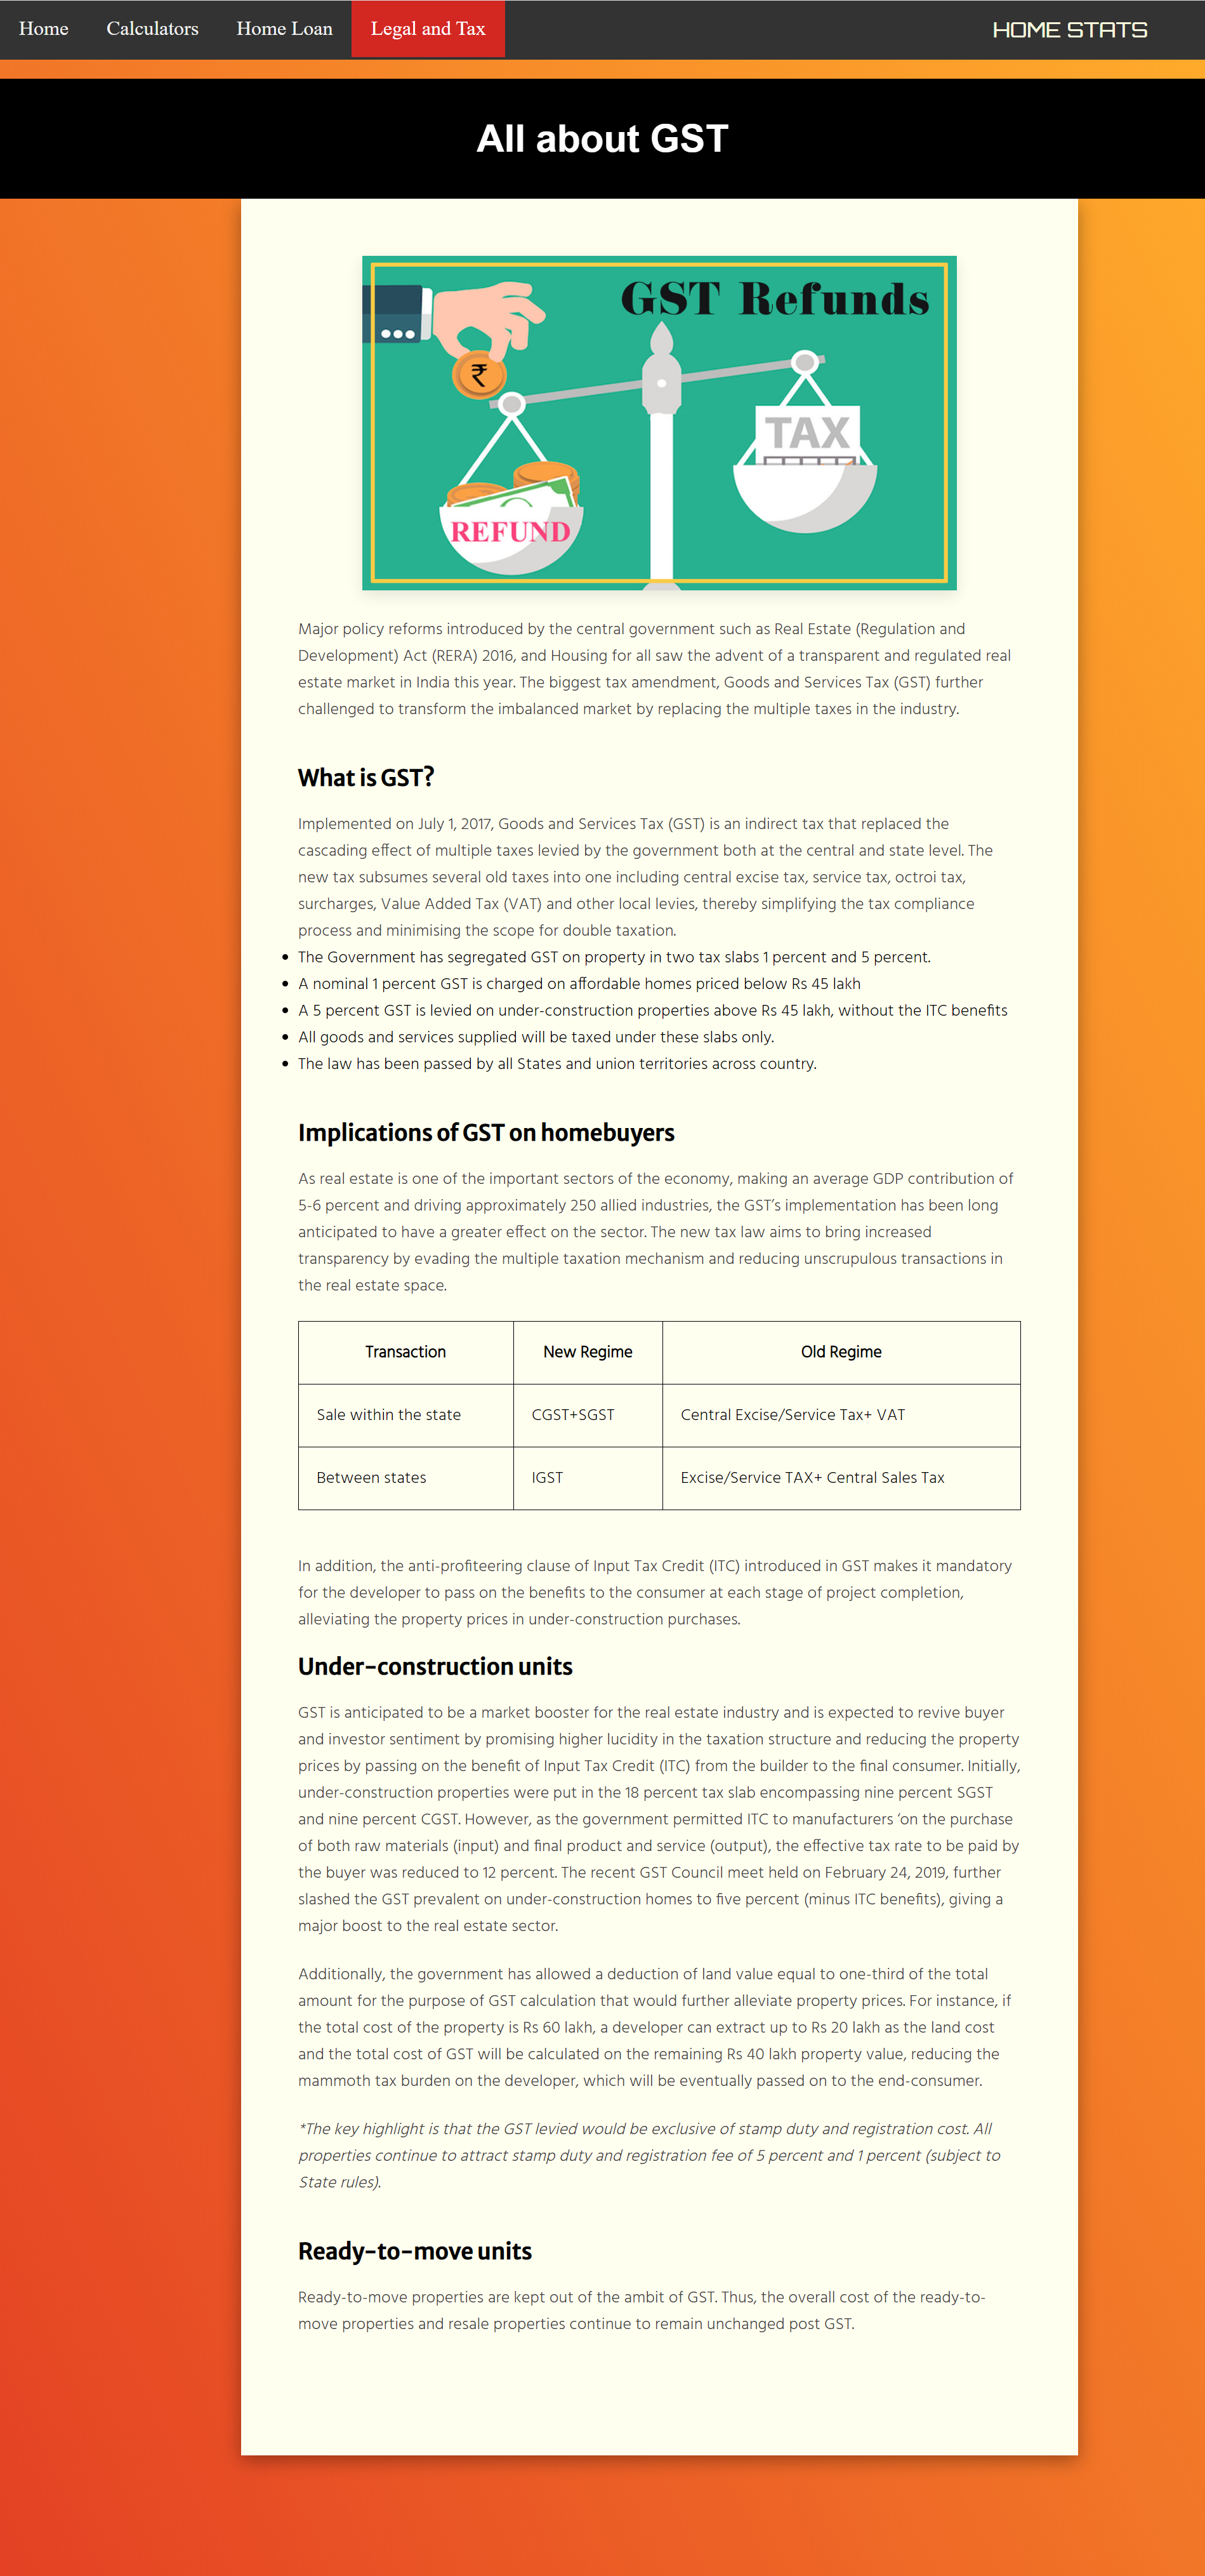 Home Calculators Home Loan Legal and Tax HOME STATS
All about GST
GST Refunds
₹
TAX
REFUND
Major policy reforms introduced by the central government such as Real Estate (Regulation and
Development) Act (RERA) 2016, and Housing for all saw the advent of a transparent and regulated real
estate market in India this year. The biggest tax amendment, Goods and Services Tax (GST) further
challenged to transform the imbalanced market by replacing the multiple taxes in the industry.
What is GST?
Implemented on July 1, 2017, Goods and Services Tax (GST) is an indirect tax that replaced the
cascading effect of multiple taxes levied by the government both at the central and state level. The
new tax subsumes several old taxes into one including central excise tax, service tax, octroi tax,
surcharges, Value Added Tax (VAT) and other local levies, thereby simplifying the tax compliance
process and minimising the scope for double taxation.
• The Government has segregated GST on property in two tax slabs 1 percent and 5 percent.
• A nominal 1 percent GST is charged on affordable homes priced below Rs 45 lakh
• A 5 percent GST is levied on under-construction properties above Rs 45 lakh, without the ITC benefits
• All goods and services supplied will be taxed under these slabs only.
• The law has been passed by all States and union territories across country.
Implications of GST on homebuyers
As real estate is one of the important sectors of the economy, making an average GDP contribution of
5-6 percent and driving approximately 250 allied industries, the GST’s implementation has been long
anticipated to have a greater effect on the sector. The new tax law aims to bring increased
transparency by evading the multiple taxation mechanism and reducing unscrupulous transactions in
the real estate space.
Transaction New Regime Old Regime
Sale within the state CGST+SGST Central Excise/Service Tax+ VAT
Between states IGST Excise/Service TAX+ Central Sales Tax
In addition, the anti-profiteering clause of Input Tax Credit (ITC) introduced in GST makes it mandatory
for the developer to pass on the benefits to the consumer at each stage of project completion,
alleviating the property prices in under-construction purchases.
Under-construction units
GST is anticipated to be a market booster for the real estate industry and is expected to revive buyer
and investor sentiment by promising higher lucidity in the taxation structure and reducing the property
prices by passing on the benefit of Input Tax Credit (ITC) from the builder to the final consumer. Initially,
under-construction properties were put in the 18 percent tax slab encompassing nine percent SGST
and nine percent CGST. However, as the government permitted ITC to manufacturers ‘on the purchase
of both raw materials (input) and final product and service (output), the effective tax rate to be paid by
the buyer was reduced to 12 percent. The recent GST Council meet held on February 24, 2019, further
slashed the GST prevalent on under-construction homes to five percent (minus ITC benefits), giving a
major boost to the real estate sector.
Additionally, the government has allowed a deduction of land value equal to one-third of the total
amount for the purpose of GST calculation that would further alleviate property prices. For instance, if
the total cost of the property is Rs 60 lakh, a developer can extract up to Rs 20 lakh as the land cost
and the total cost of GST will be calculated on the remaining Rs 40 lakh property value, reducing the
mammoth tax burden on the developer, which will be eventually passed on to the end-consumer.
*The key highlight is that the GST levied would be exclusive of stamp duty and registration cost. All
properties continue to attract stamp duty and registration fee of 5 percent and 1 percent (subject to
State rules).
Ready-to-move units
Ready-to-move properties are kept out of the ambit of GST. Thus, the overall cost of the ready-to-
move properties and resale properties continue to remain unchanged post GST.